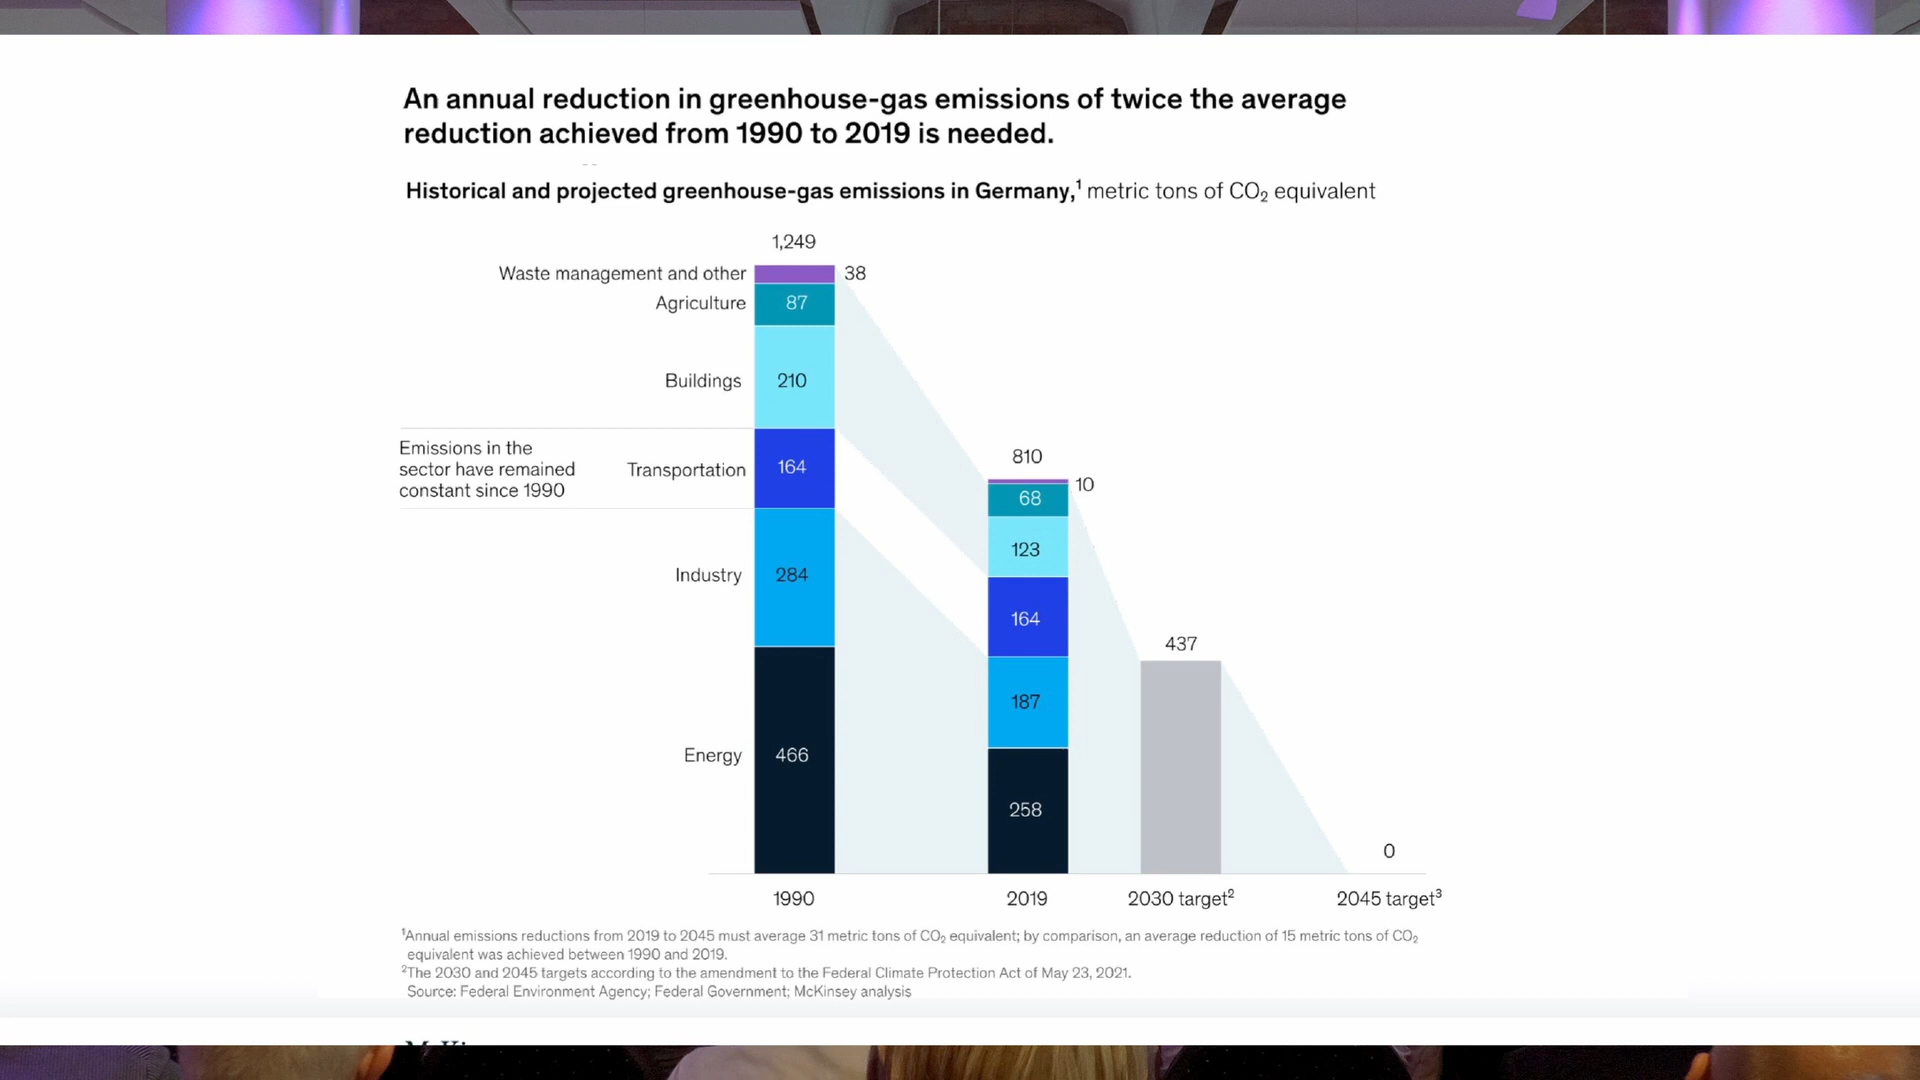 An annual reduction in greenhouse-gas emissions of twice the average
reduction achieved from 1990 to 2019 is needed.
Historical and projected greenhouse-gas emissions in Germany,¹ metric tons of CO₂ equivalent
1,249
Waste management and other 38
Agriculture 87
Buildings 210
Emissions in the
sector have remained
constant since 1990
Transportation 164
Industry 284
Energy 466
810
10
68
123
164
187
258
437
0
1990 2019 2030 target² 2045 target³
¹Annual emissions reductions from 2019 to 2045 must average 31 metric tons of CO₂ equivalent; by comparison, an average reduction of 15 metric tons of CO₂
equivalent was achieved between 1990 and 2019.
²The 2030 and 2045 targets according to the amendment to the Federal Climate Protection Act of May 23, 2021.
Source: Federal Environment Agency; Federal Government; McKinsey analysis